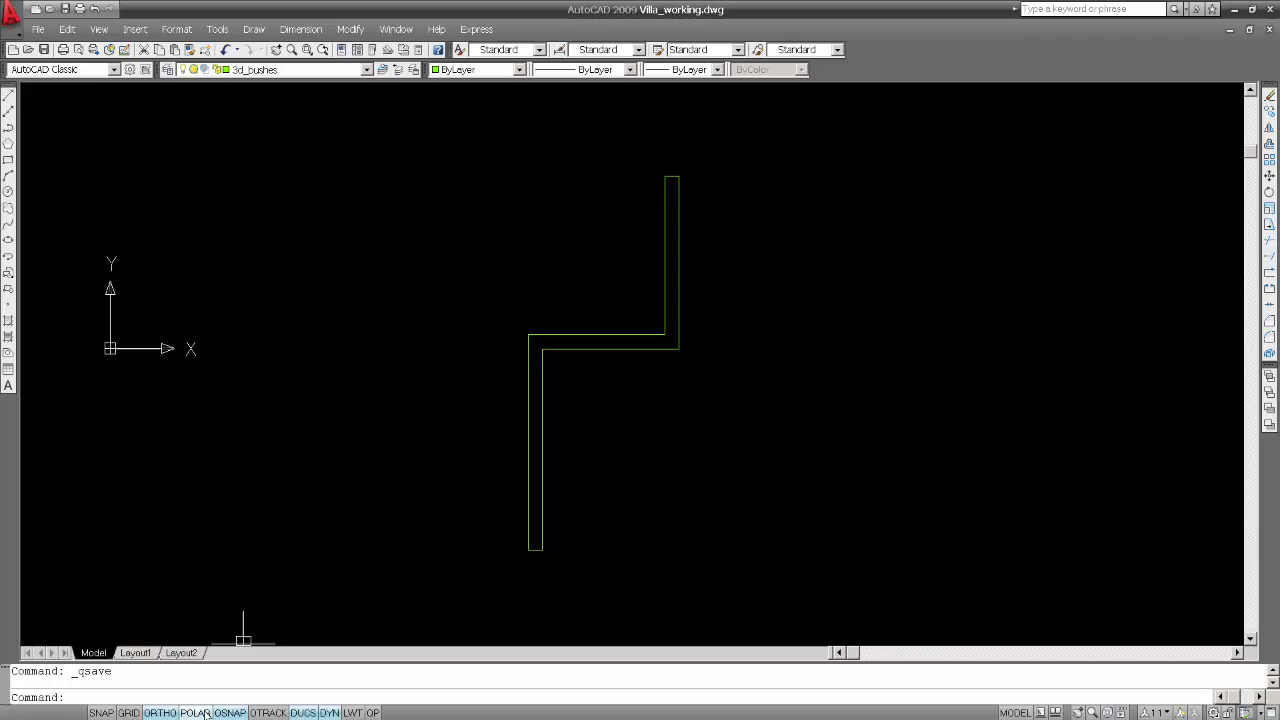 AutoCAD 2009 Villa_working.dwg
Type a keyword or phrase
File Edit View Insert Format Tools Draw Dimension Modify Window Help Express
Standard Standard Standard Standard
AutoCAD Classic 3d_bushes ByLayer ByLayer ByLayer ByColor
Y
X
Model Layout1 Layout2
Command: _qsave
Command:
SNAP GRID ORTHO POLAR OSNAP OTRACK DUCS DYN LWT QP MODEL 1:1